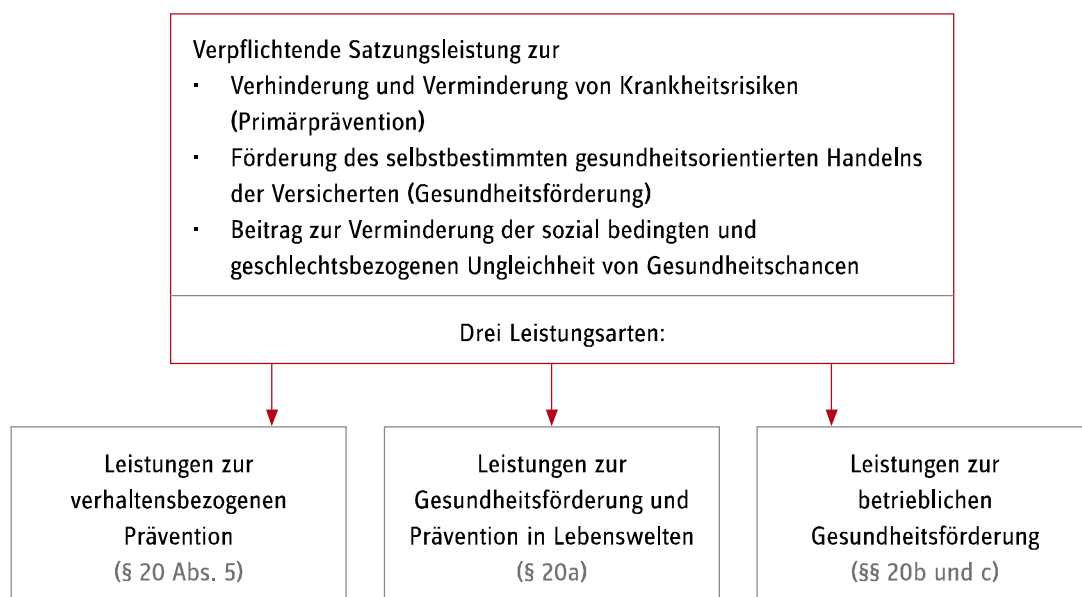 Verpflichtende Satzungsleistung zur
· Verhinderung und Verminderung von Krankheitsrisiken
(Primärprävention)
· Förderung des selbstbestimmten gesundheitsorientierten Handelns
der Versicherten (Gesundheitsförderung)
· Beitrag zur Verminderung der sozial bedingten und
geschlechtsbezogenen Ungleichheit von Gesundheitschancen
Drei Leistungsarten:
Leistungen zur
verhaltensbezogenen
Prävention
(§ 20 Abs. 5)
Leistungen zur
Gesundheitsförderung und
Prävention in Lebenswelten
(§ 20a)
Leistungen zur
betrieblichen
Gesundheitsförderung
(§§ 20b und c)